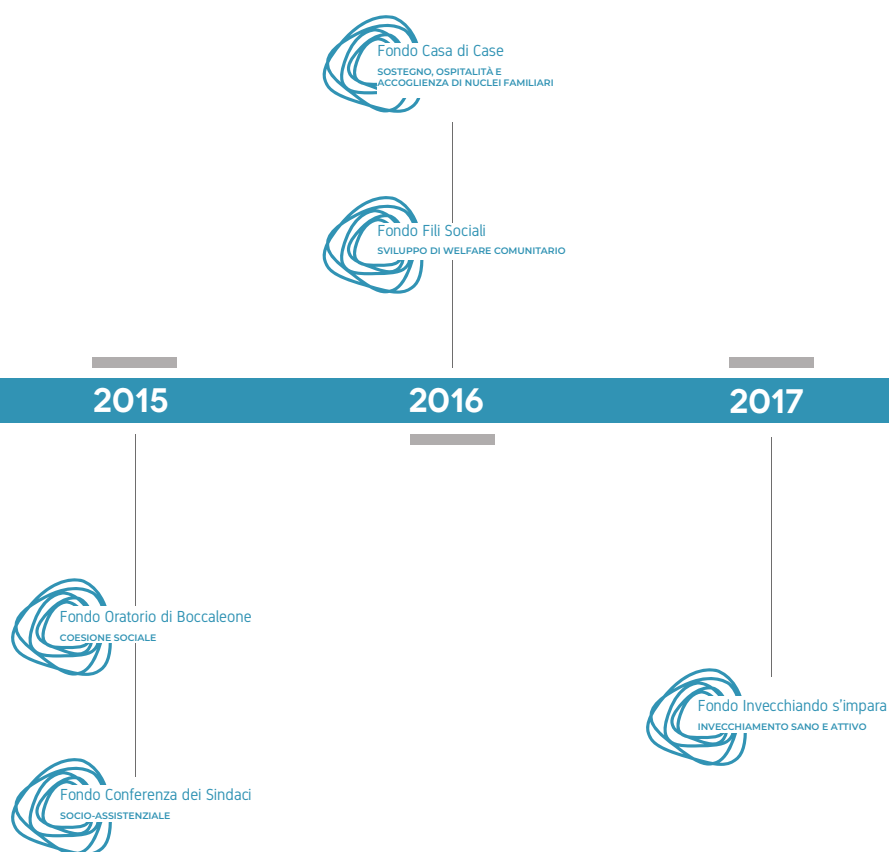 Fondo Casa di Case
SOSTEGNO, OSPITALITÀ E
ACCOGLIENZA DI NUCLEI FAMILIARI
Fondo Fili Sociali
SVILUPPO DI WELFARE COMUNITARIO
2015
2016
2017
Fondo Oratorio di Boccaleone
COESIONE SOCIALE
Fondo Invecchiando s’impara
INVECCHIAMENTO SANO E ATTIVO
Fondo Conferenza dei Sindaci
SOCIO-ASSISTENZIALE